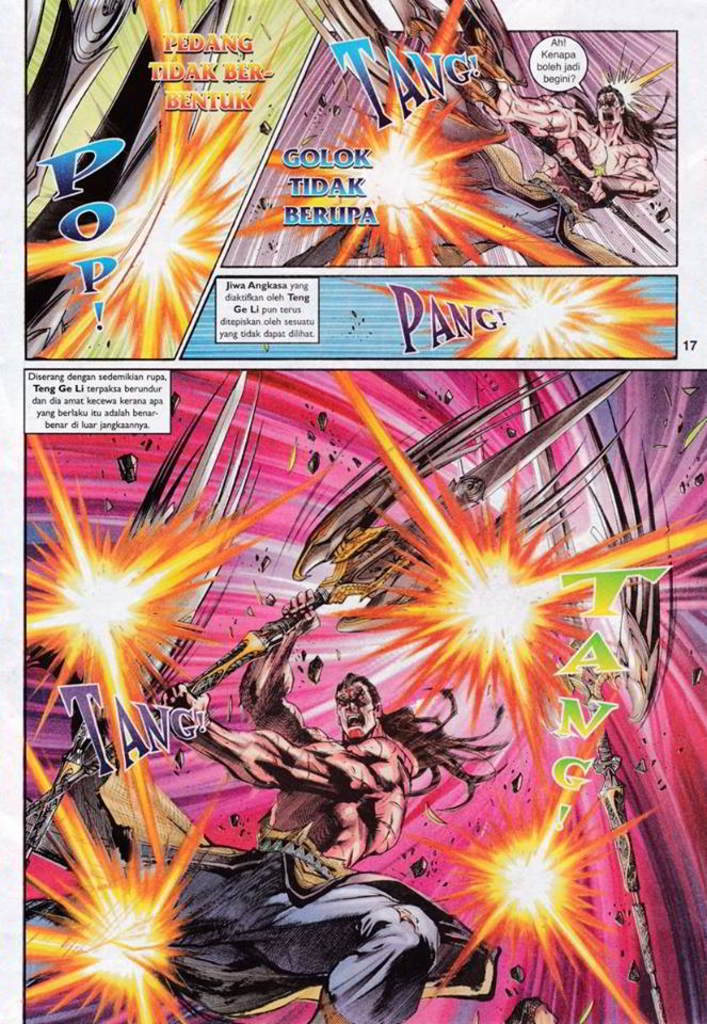 PEDANG
TIDAK BER-
BENTUK
POP!
TANG!
GOLOK
TIDAK
BERUPA
Ah!
Kenapa
boleh jadi
begini?
Jiwa Angkasa yang
diaktifkan oleh Teng
Ge Li pun terus
ditepiskan oleh sesuatu
yang tidak dapat dilihat.
PANG!
17
Diserang dengan sedemikian rupa,
Teng Ge Li terpaksa berundur
dan dia amat kecewa kerana apa
yang berlaku itu adalah benar-
benar di luar jangkaannya.
TANG!
TANG!